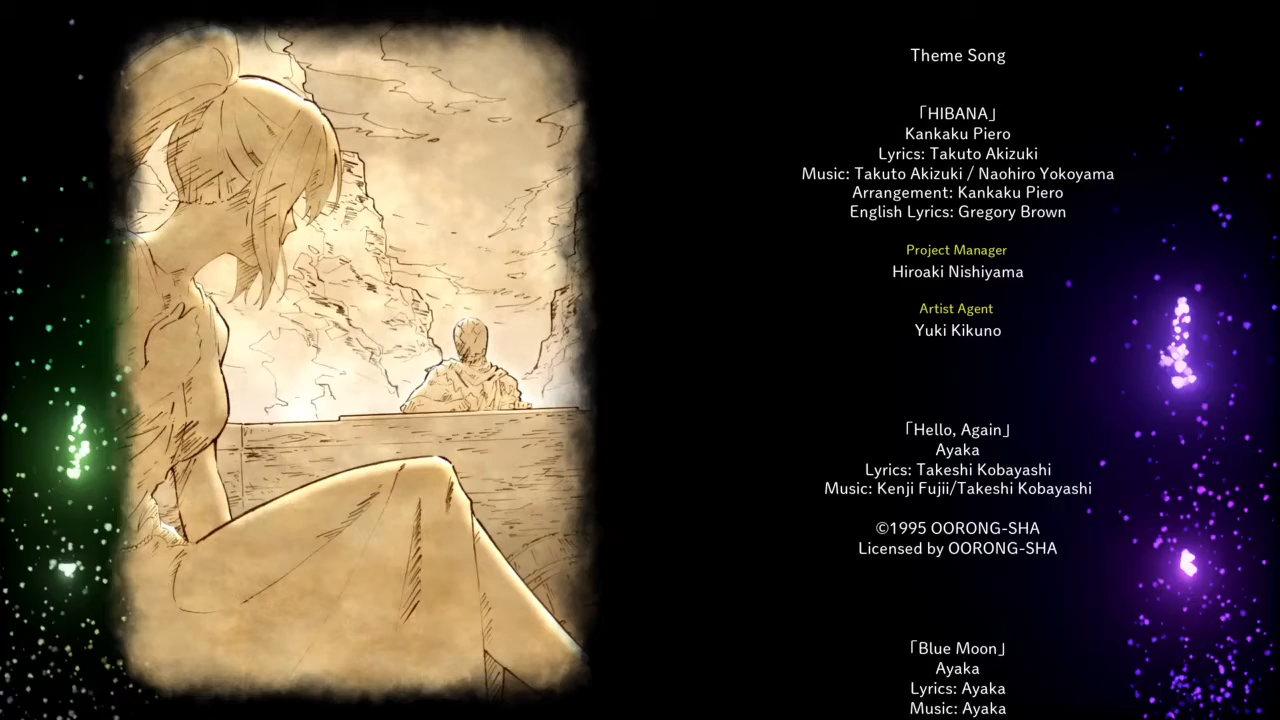 Theme Song
「HIBANA」
Kankaku Piero
Lyrics: Takuto Akizuki
Music: Takuto Akizuki / Naohiro Yokoyama
Arrangement: Kankaku Piero
English Lyrics: Gregory Brown
Project Manager
Hiroaki Nishiyama
Artist Agent
Yuki Kikuno
「Hello, Again」
Ayaka
Lyrics: Takeshi Kobayashi
Music: Kenji Fujii/Takeshi Kobayashi
©1995 OORONG-SHA
Licensed by OORONG-SHA
「Blue Moon」
Ayaka
Lyrics: Ayaka
Music: Ayaka